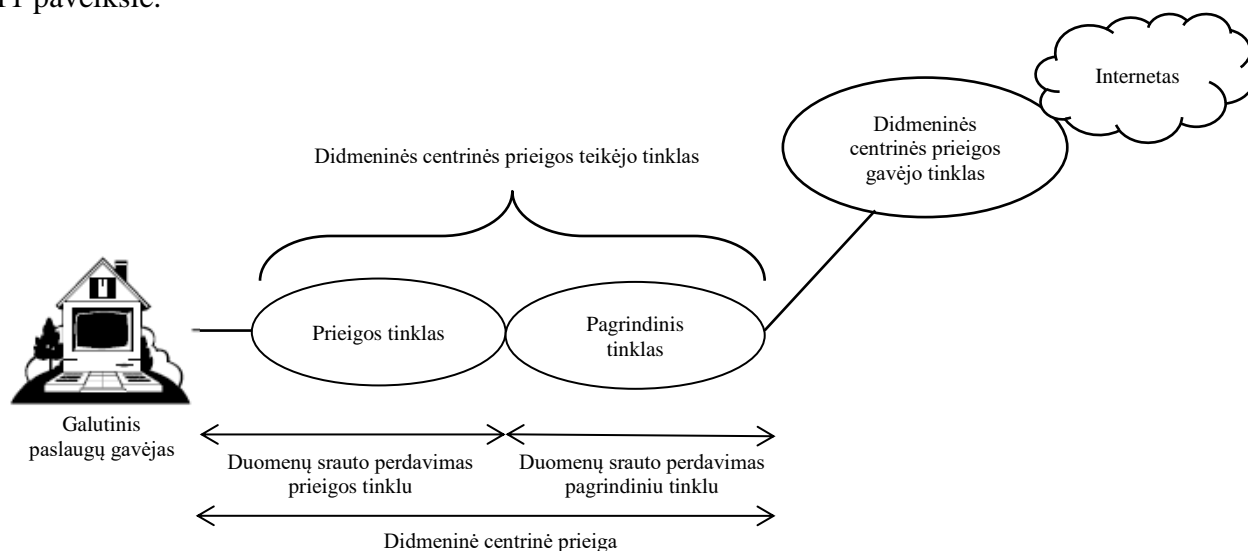 paveiksle.
Internetas
Didmeninės
centrinės prieigos
gavėjo tinklas
Didmeninės centrinės prieigos teikėjo tinklas
Prieigos tinklas
Pagrindinis
tinklas
Galutinis
paslaugų gavėjas
Duomenų srauto perdavimas
prieigos tinklu
Duomenų srauto perdavimas
pagrindiniu tinklu
Didmeninė centrinė prieiga